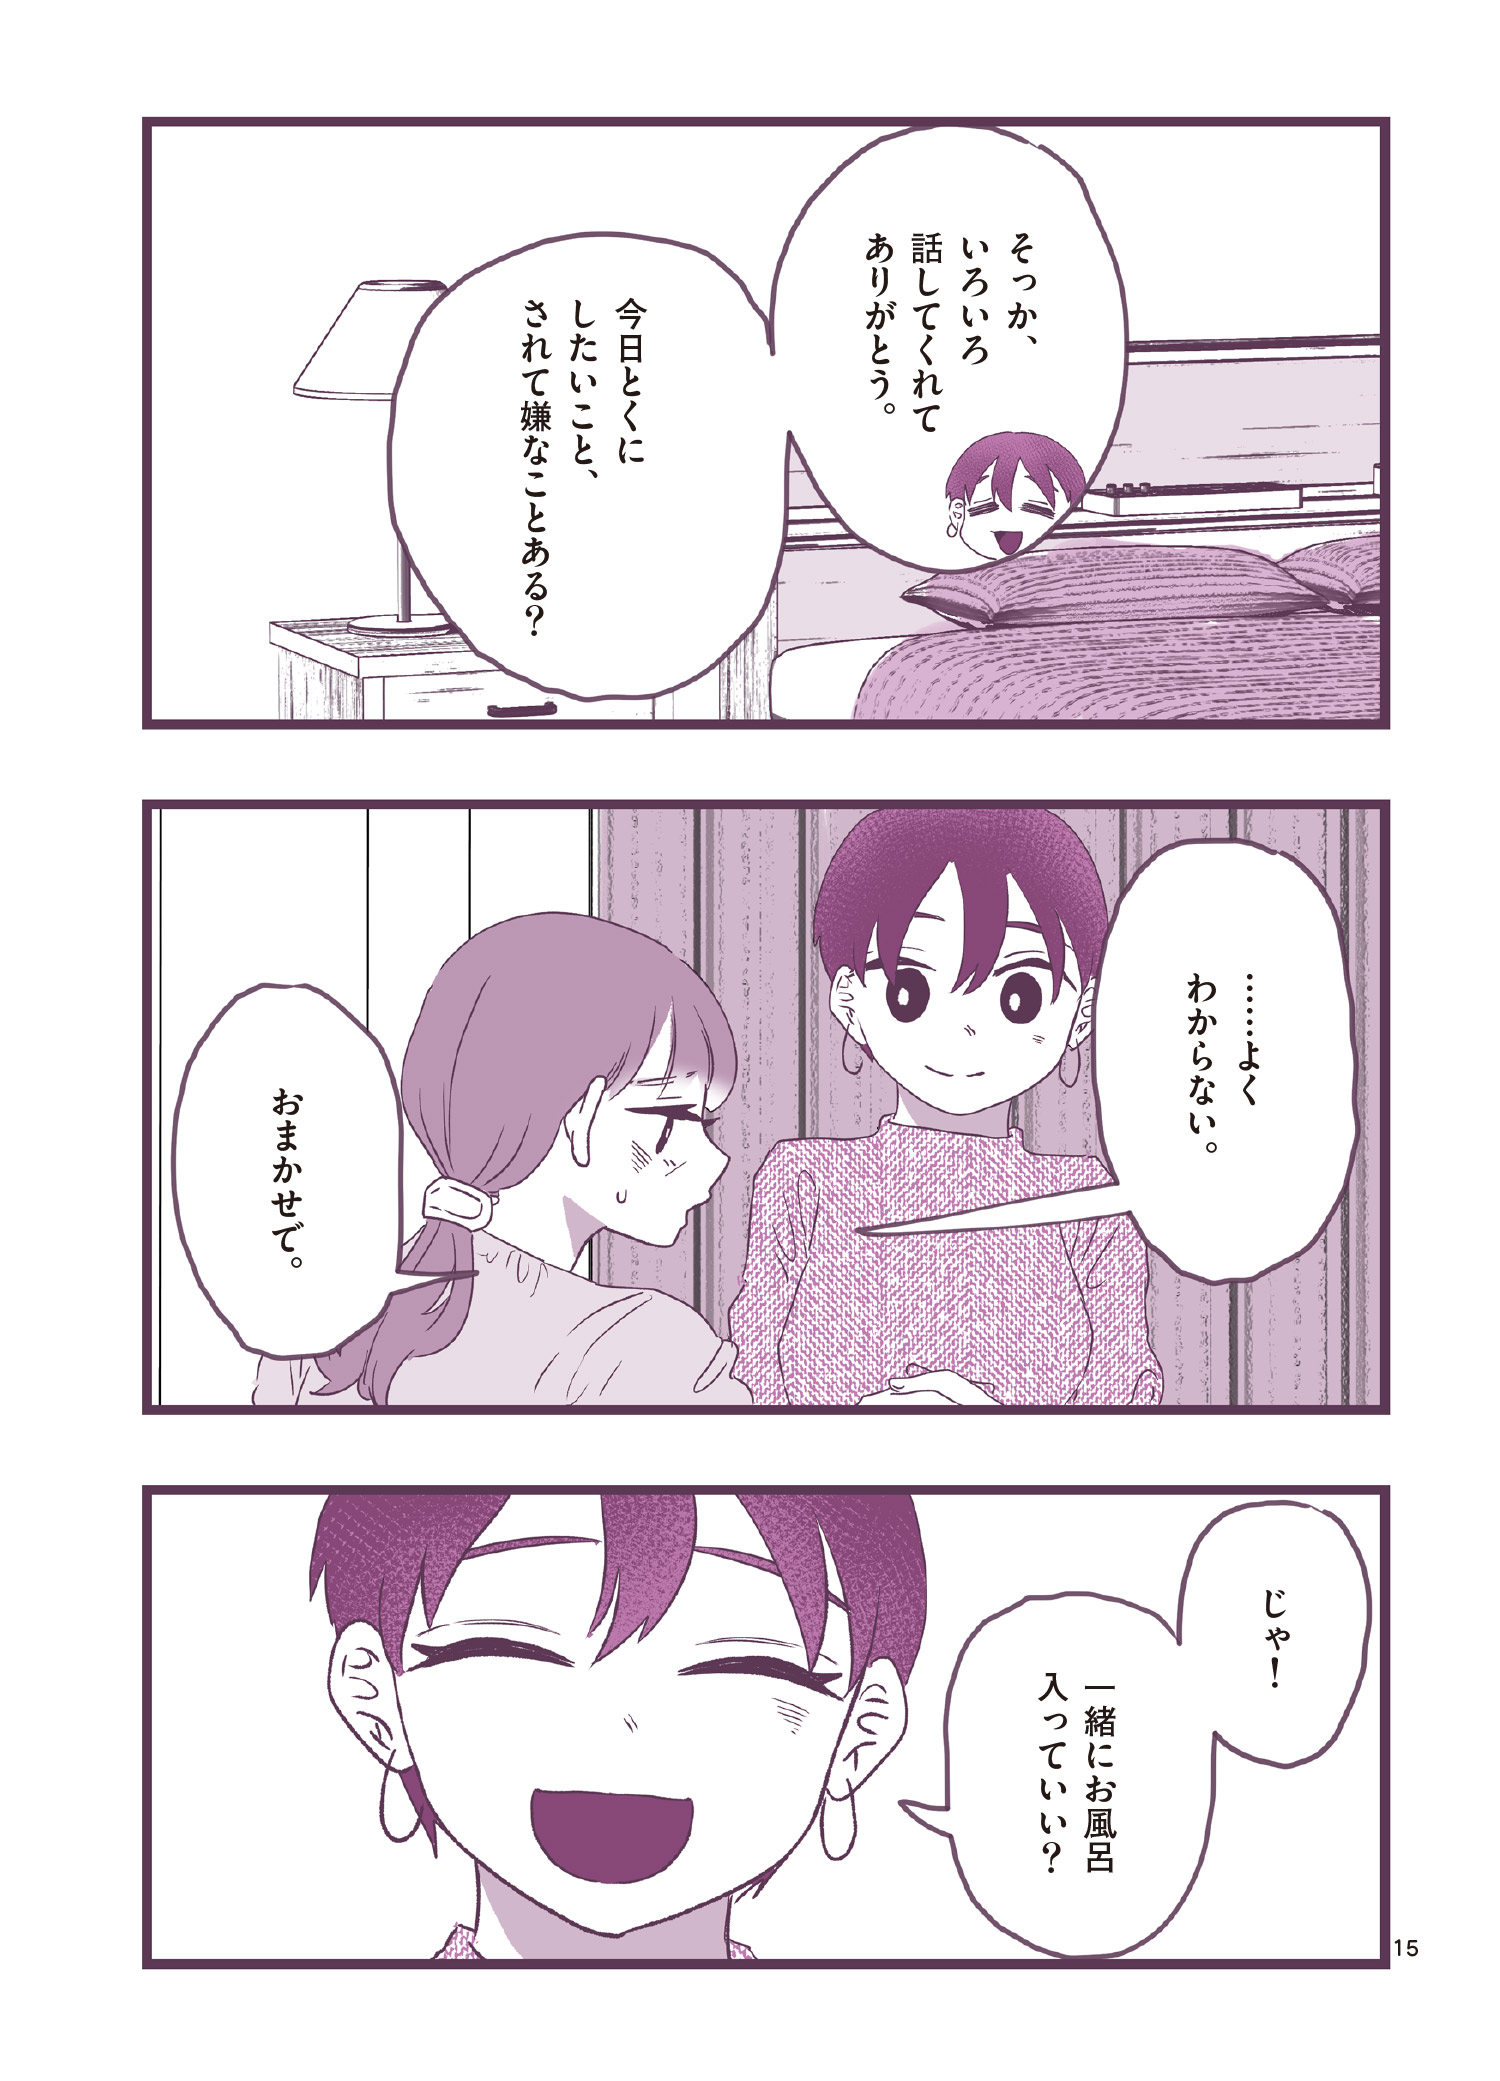 そっか、
いろいろ
話してくれて
ありがとう。
今日とくに
したいこと、
されて嫌なことある？
……よく
わからない。
おまかせで。
じゃ！
一緒にお風呂
入っていい？
15